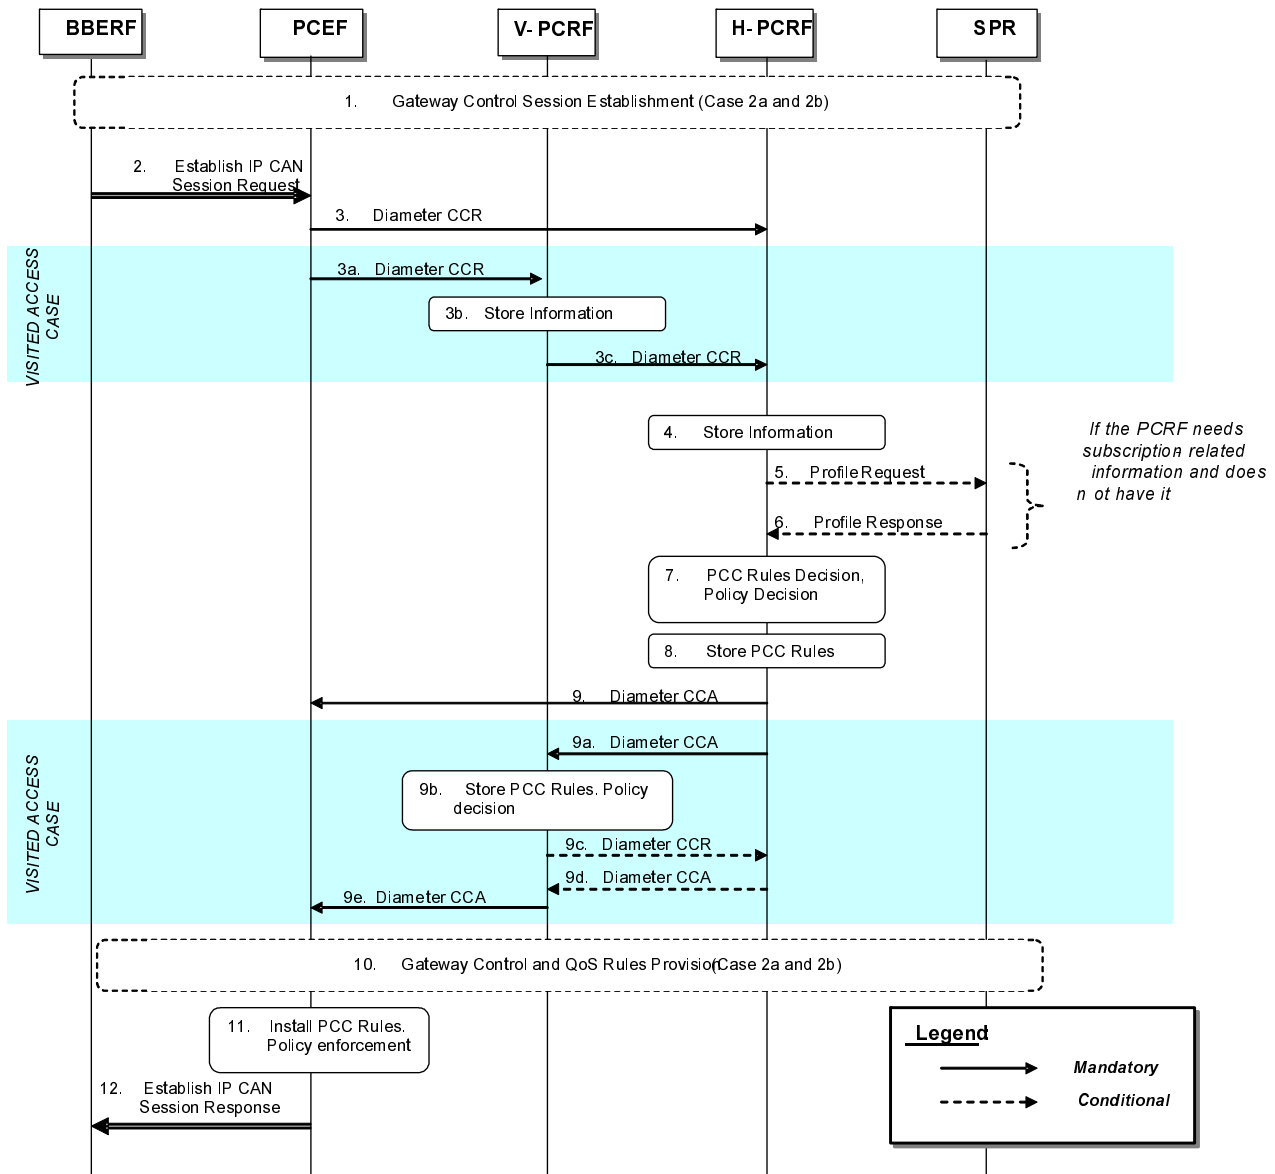 BBERF
PCEF
V-PCRF
H-PCRF
SPR
1. Gateway Control Session Establishment (Case 2a and 2b)
2. Establish IP CAN
Session Request
3. Diameter CCR
VISITED ACCESS
CASE
3a. Diameter CCR
3b. Store Information
3c. Diameter CCR
4. Store Information
If the PCRF needs
subscription related
information and does
n ot have it
5. Profile Request
6. Profile Response
7. PCC Rules Decision,
Policy Decision
8. Store PCC Rules
9. Diameter CCA
VISITED ACCESS
CASE
9a. Diameter CCA
9b. Store PCC Rules. Policy
decision
9c. Diameter CCR
9d. Diameter CCA
9e. Diameter CCA
10. Gateway Control and QoS Rules Provision (Case 2a and 2b)
11. Install PCC Rules.
Policy enforcement
12. Establish IP CAN
Session Response
Legend:
Mandatory
Conditional